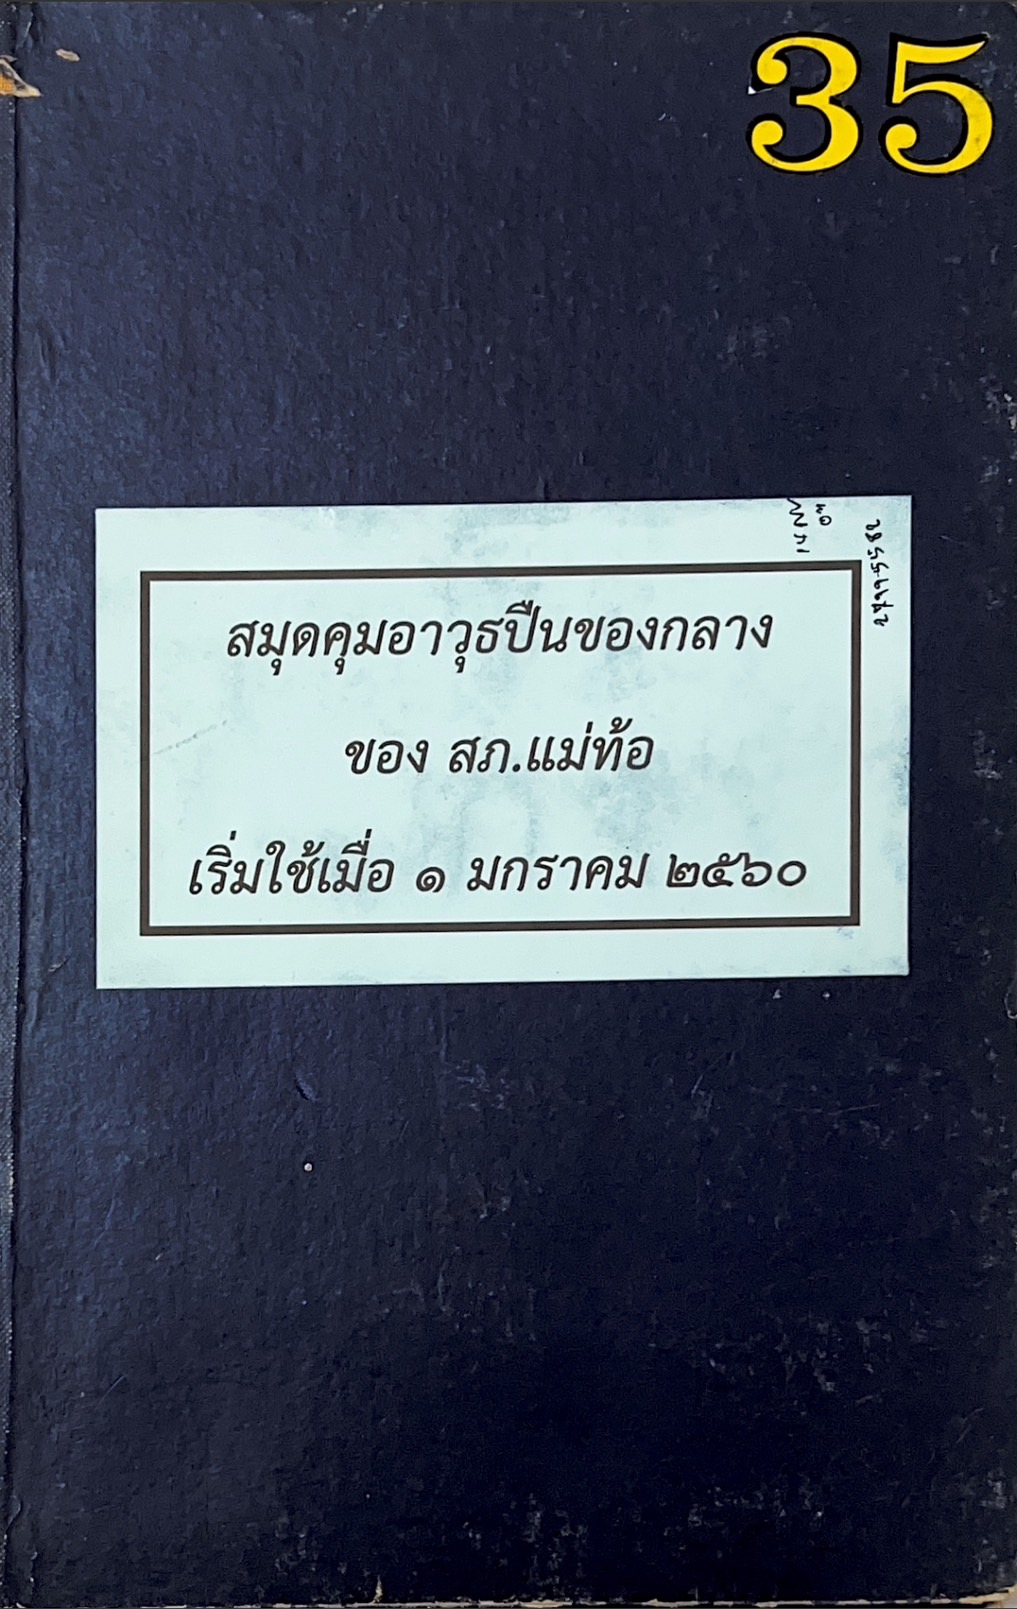 35
สมุดคุมอาวุธปืนของกลาง
ของ สภ.แม่ท้อ
เริ่มใช้เมื่อ ๑ มกราคม ๒๕๖๐